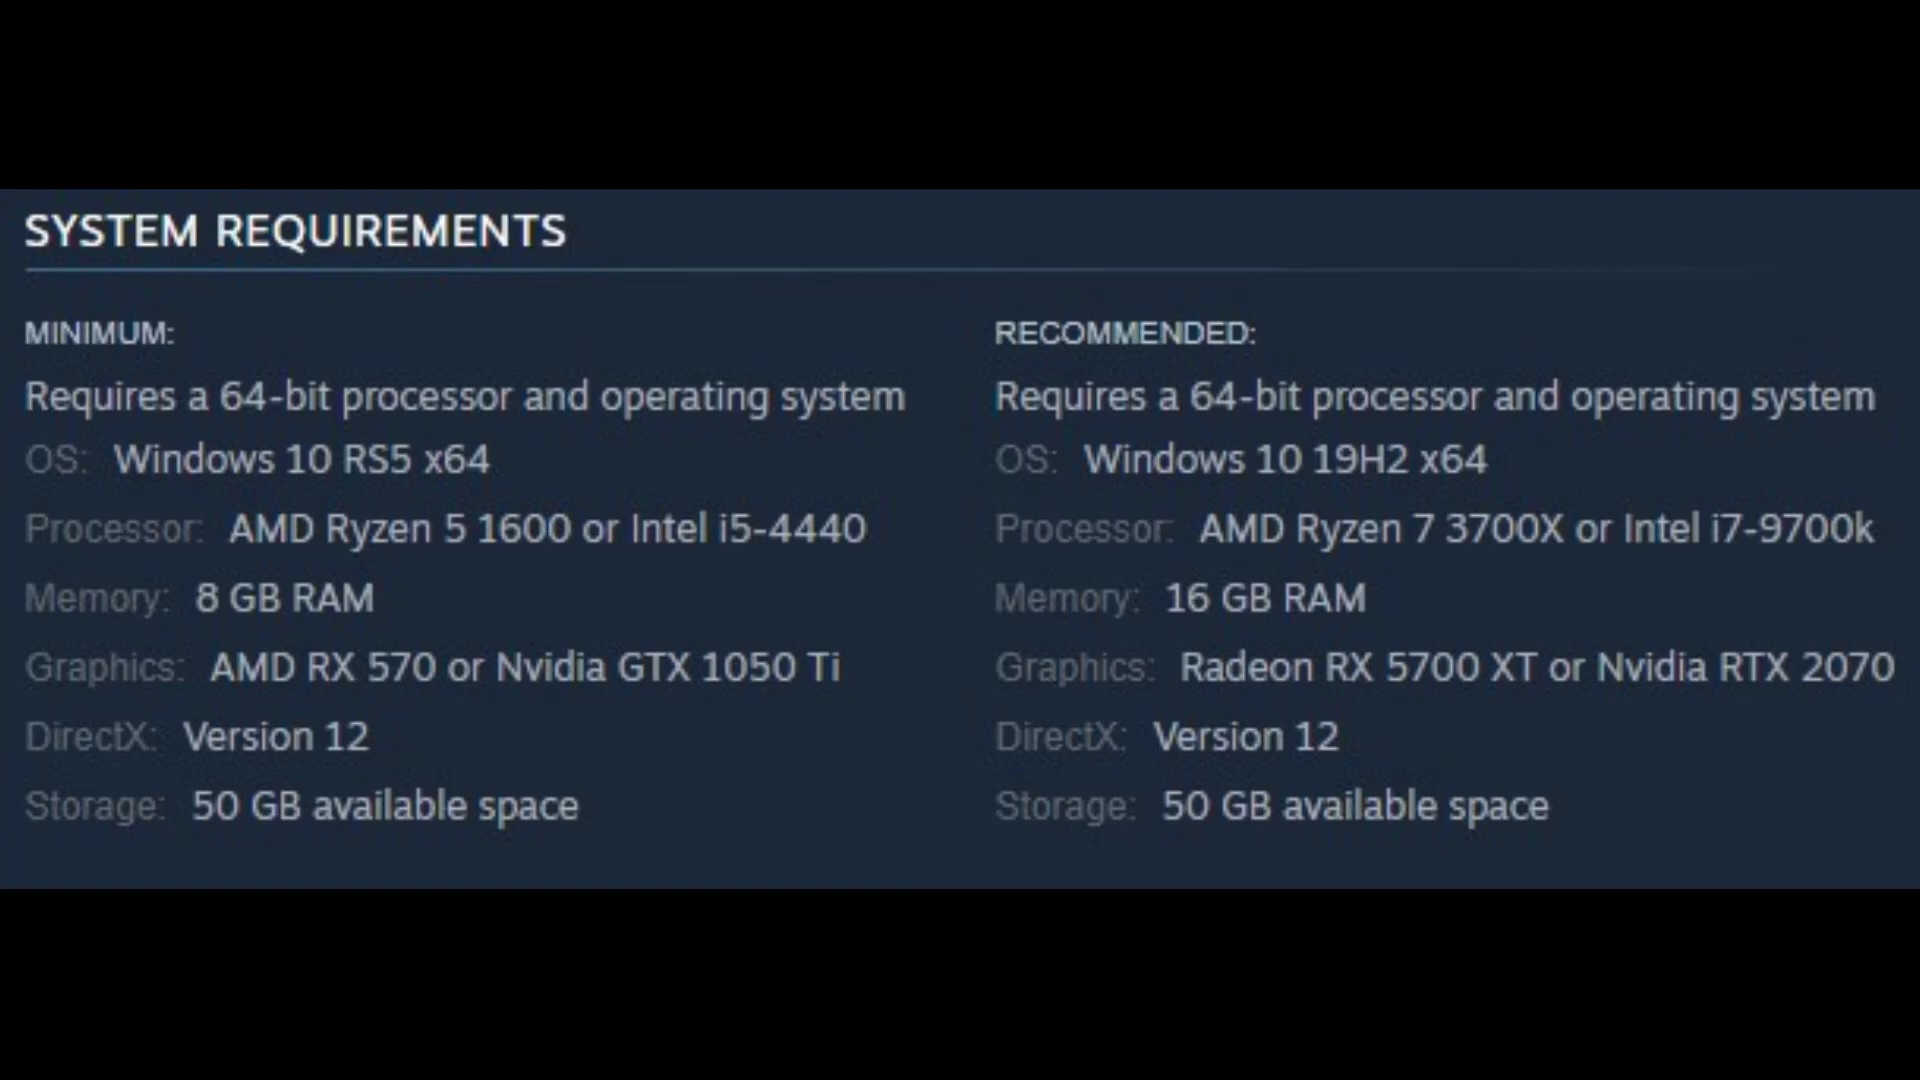 SYSTEM REQUIREMENTS
MINIMUM:
Requires a 64-bit processor and operating system
OS: Windows 10 RS5 x64
Processor: AMD Ryzen 5 1600 or Intel i5-4440
Memory: 8 GB RAM
Graphics: AMD RX 570 or Nvidia GTX 1050 Ti
DirectX: Version 12
Storage: 50 GB available space
RECOMMENDED:
Requires a 64-bit processor and operating system
OS: Windows 10 19H2 x64
Processor: AMD Ryzen 7 3700X or Intel i7-9700k
Memory: 16 GB RAM
Graphics: Radeon RX 5700 XT or Nvidia RTX 2070
DirectX: Version 12
Storage: 50 GB available space